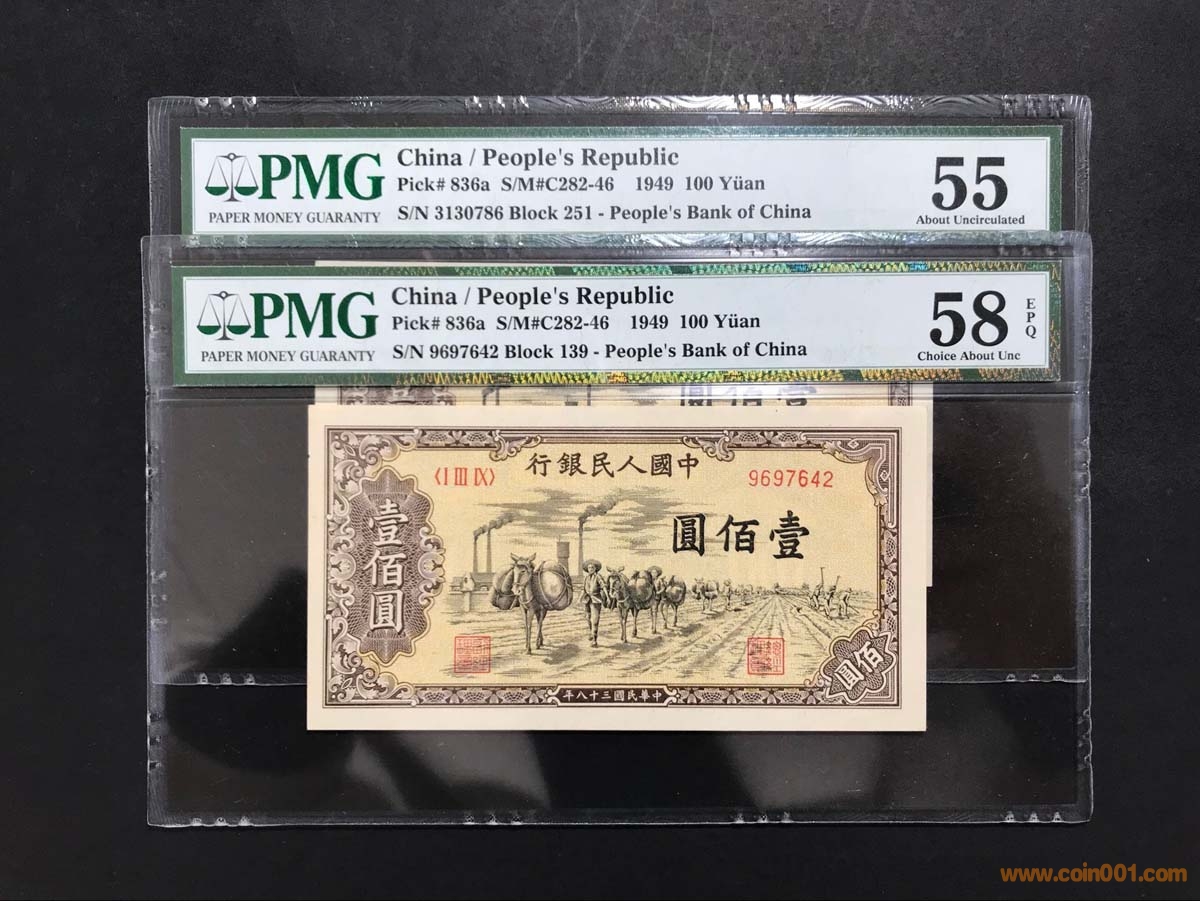 PMG
PAPER MONEY GUARANTY
China / People's Republic
Pick# 836a S/M#C282-46 1949 100 Yüan
S/N 3130786 Block 251 - People's Bank of China
55
About Uncirculated
PMG
PAPER MONEY GUARANTY
China / People's Republic
Pick# 836a S/M#C282-46 1949 100 Yüan
S/N 9697642 Block 139 - People's Bank of China
58
EPQ
Choice About Unc
圓佰壹
行銀民人國中
〈I III IX〉
9697642
圓佰壹
壹佰圓
佰圓
年八十三國民華中
www.coin001.com